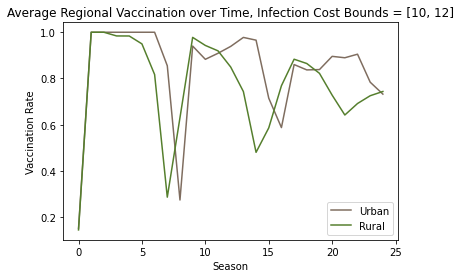 Average Regional Vaccination over Time, Infection Cost Bounds = [10, 12]
1.0
0.8
0.6
0.4
0.2
Vaccination Rate
Urban
Rural
0 5 10 15 20 25
Season